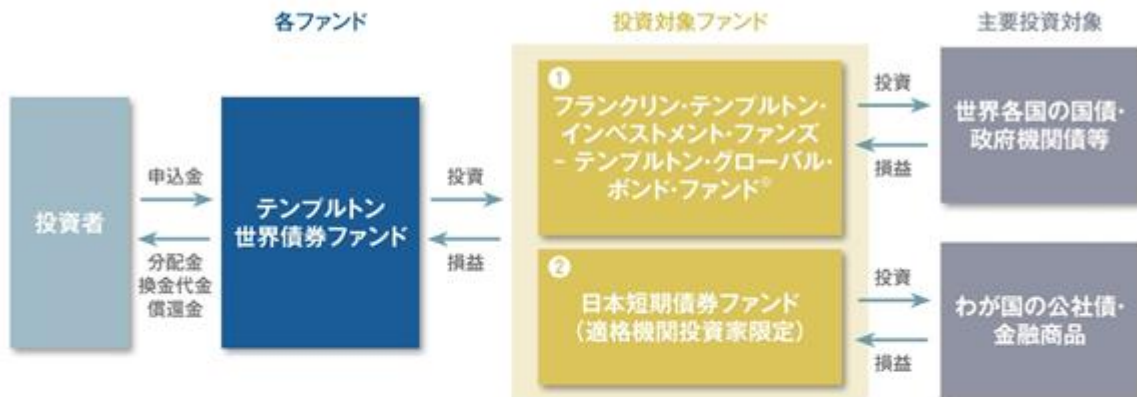 各ファンド
投資対象ファンド
主要投資対象
投資者
申込金
分配金
換金代金
償還金
テンプルトン
世界債券ファンド
投資
損益
❶
フランクリン・テンプルトン・
インベストメント・ファンズ
– テンプルトン・グローバル・
ボンド・ファンド※
投資
損益
世界各国の国債・
政府機関債等
❷
日本短期債券ファンド
（適格機関投資家限定）
投資
損益
わが国の公社債・
金融商品